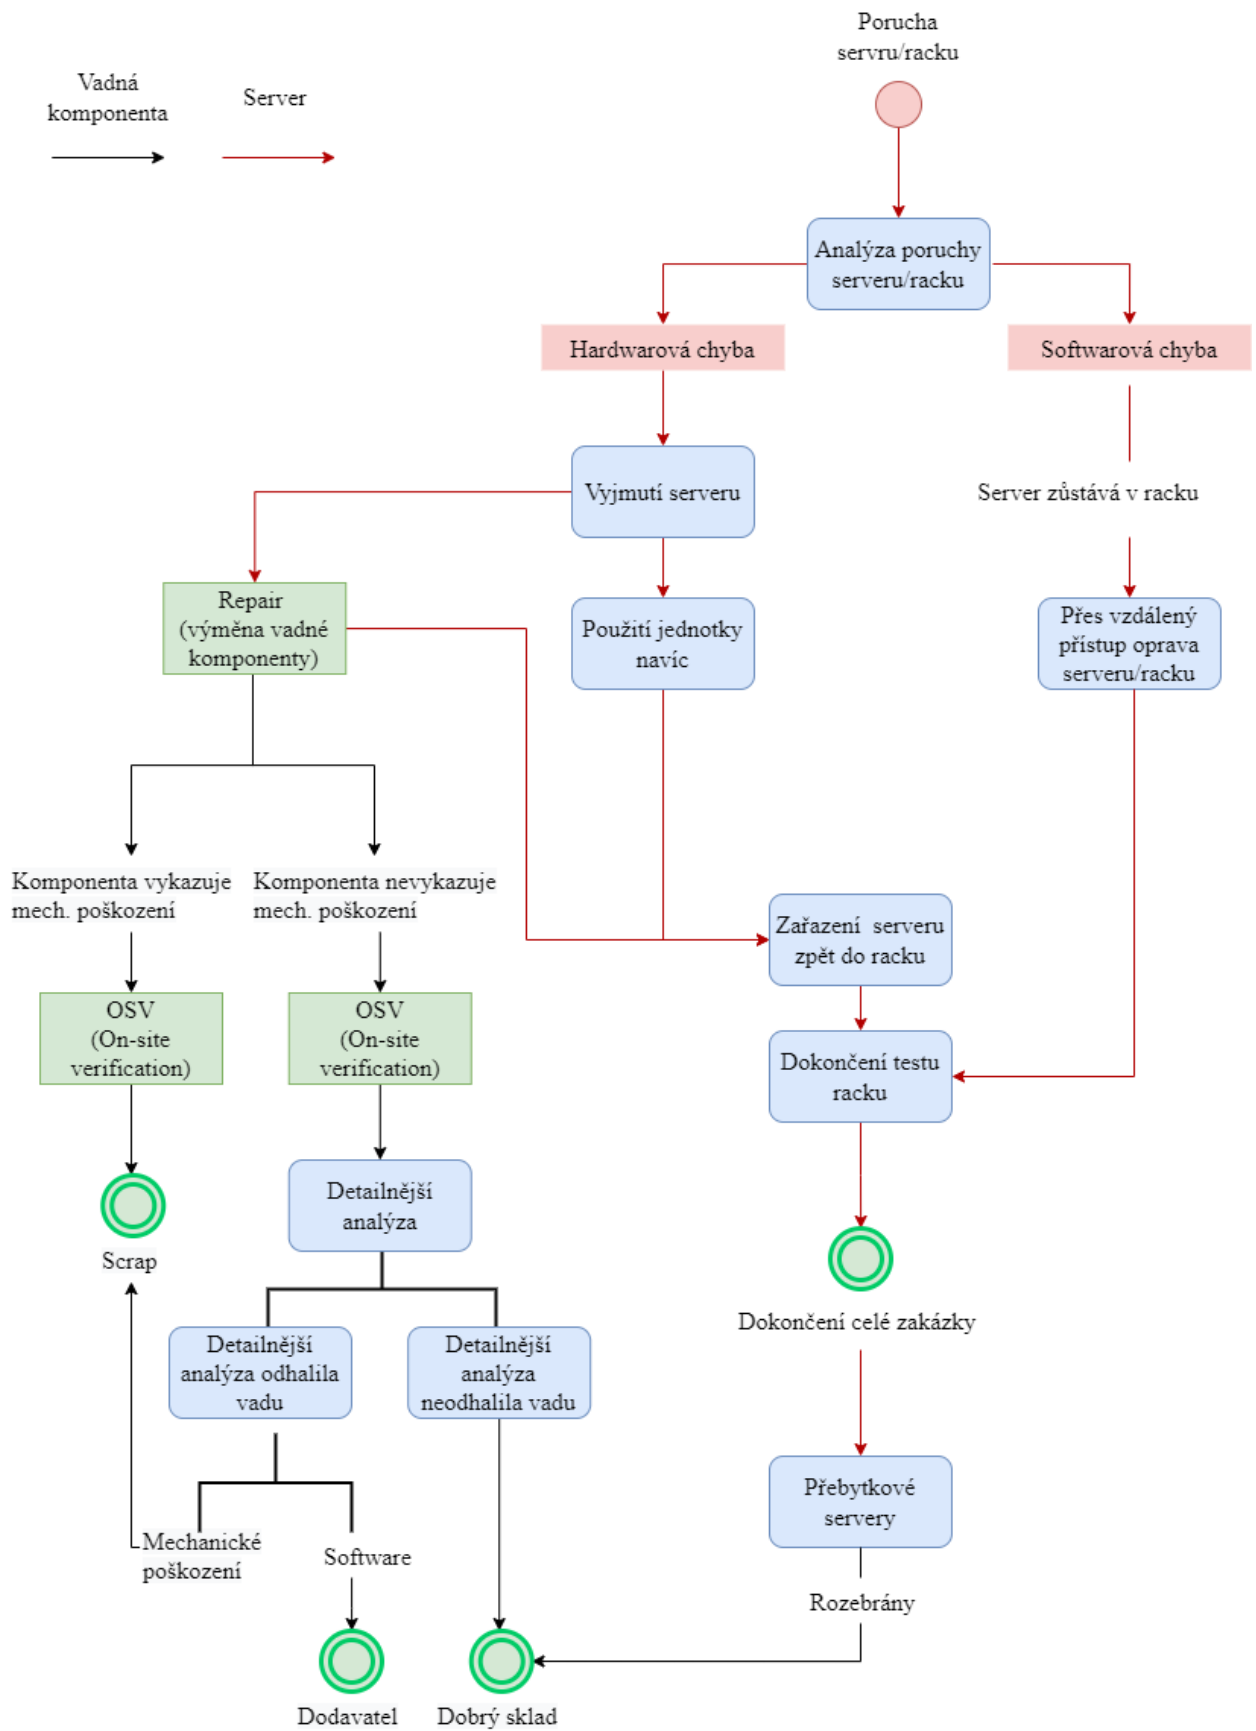 Porucha
servru/racku
Vadná
komponenta
Server
Analýza poruchy
serveru/racku
Hardwarová chyba
Softwarová chyba
Vyjmutí serveru
Server zůstává v racku
Repair
(výměna vadné
komponenty)
Použití jednotky
navíc
Přes vzdálený
přístup oprava
serveru/racku
Komponenta vykazuje
mech. poškození
Komponenta nevykazuje
mech. poškození
Zařazení serveru
zpět do racku
OSV
(On-site
verification)
OSV
(On-site
verification)
Dokončení testu
racku
Detailnější
analýza
Scrap
Dokončení celé zakázky
Detailnější
analýza odhalila
vadu
Detailnější
analýza
neodhalila vadu
Přebytkové
servery
Mechanické
poškození
Software
Rozebrány
Dodavatel
Dobrý sklad